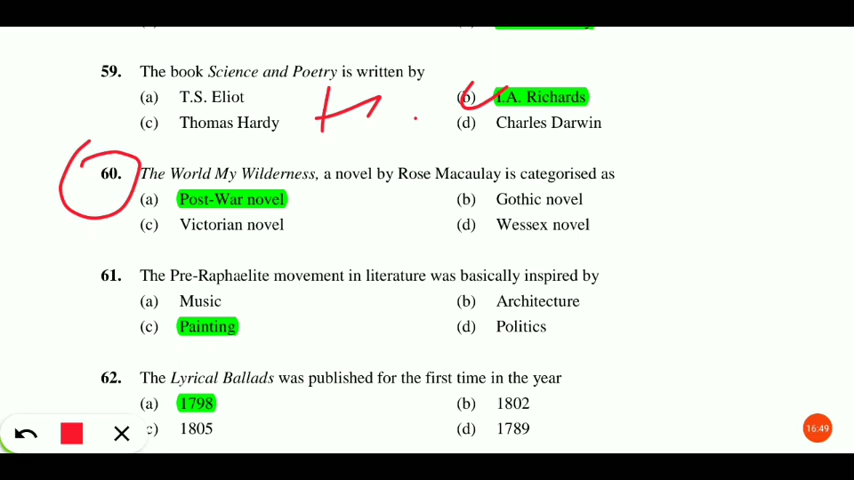 59. The book Science and Poetry is written by
(a) T.S. Eliot (b) I.A. Richards
(c) Thomas Hardy (d) Charles Darwin
60. The World My Wilderness, a novel by Rose Macaulay is categorised as
(a) Post-War novel (b) Gothic novel
(c) Victorian novel (d) Wessex novel
61. The Pre-Raphaelite movement in literature was basically inspired by
(a) Music (b) Architecture
(c) Painting (d) Politics
62. The Lyrical Ballads was published for the first time in the year
(a) 1798 (b) 1802
c) 1805 (d) 1789
16:49